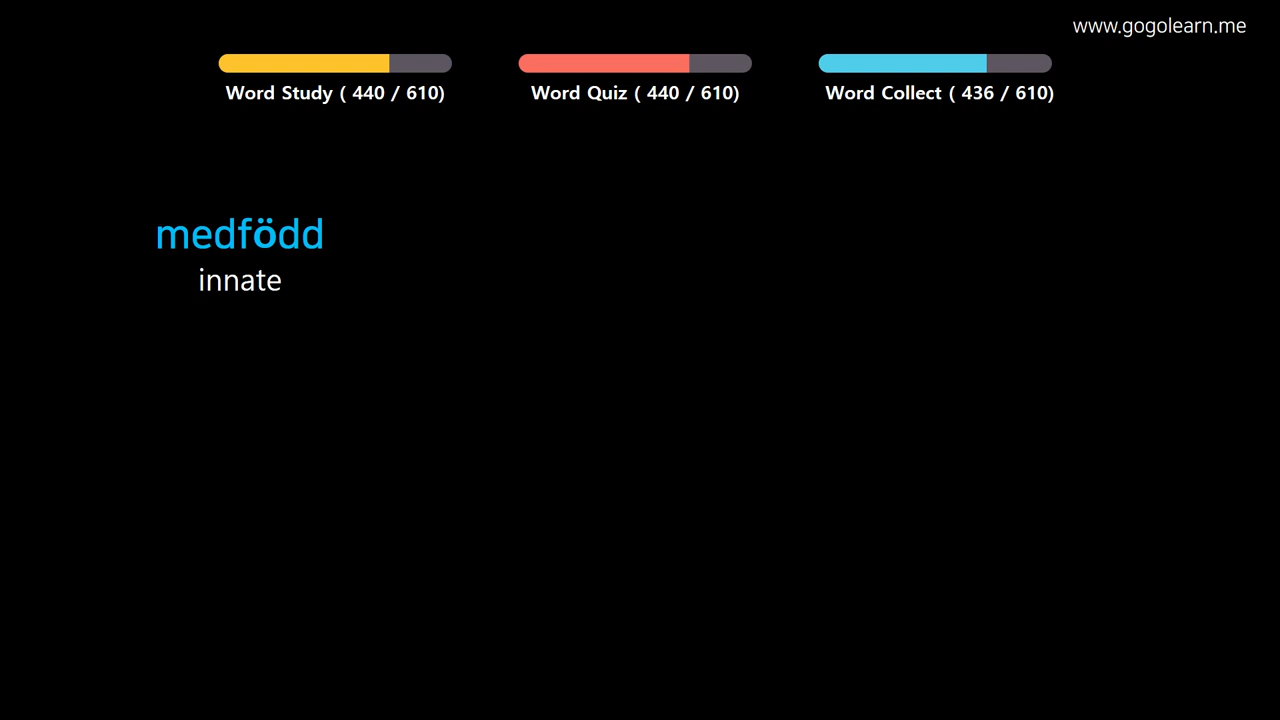 www.gogolearn.me
Word Study ( 440 / 610)
Word Quiz ( 440 / 610)
Word Collect ( 436 / 610)
medfödd
innate